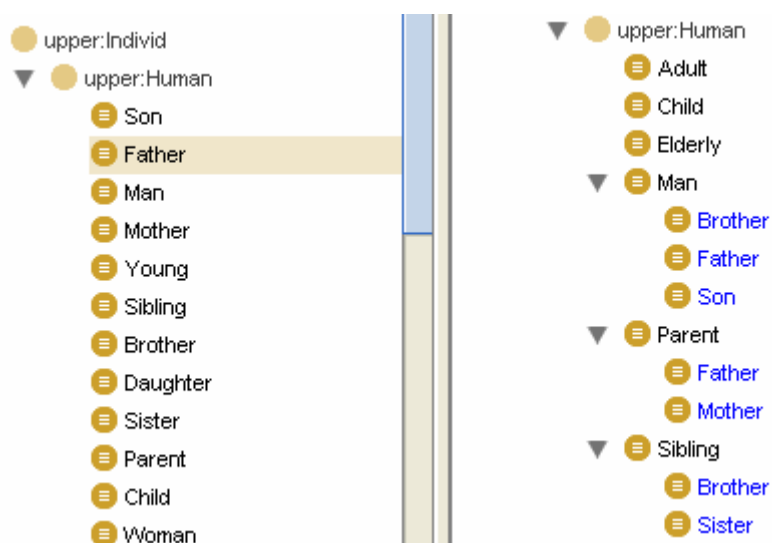 upper:Individ
upper:Human
Son
Father
Man
Mother
Young
Sibling
Brother
Daughter
Sister
Parent
Child
Woman
upper:Human
Adult
Child
Elderly
Man
Brother
Father
Son
Parent
Father
Mother
Sibling
Brother
Sister